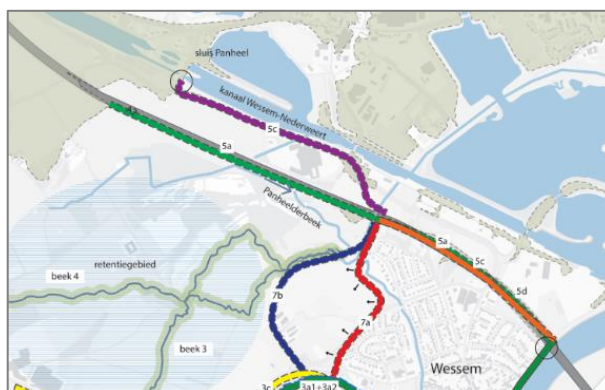 sluis Panheel
kanaal Wessem-Nederweert
5c
5a
Panheelderbeek
5a
5c
5d
retentiegebied
beek 4
7b
7a
beek 3
Wessem
3c
3a1+3a2